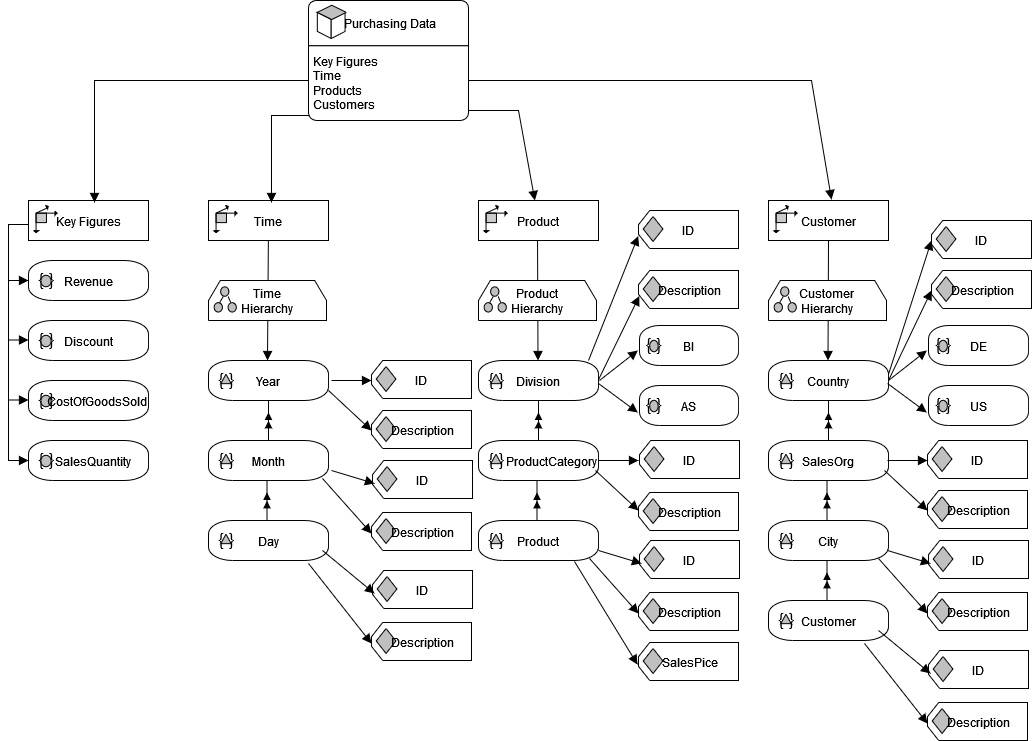 Purchasing Data
Key Figures
Time
Products
Customers
Key Figures
Revenue
Discount
CostOfGoodsSold
SalesQuantity
Time
Time
Hierarchy
Year
ID
Description
Month
ID
Description
Day
ID
Description
Product
Product
Hierarchy
Division
ID
Description
BI
AS
ProductCategory
ID
Description
Product
ID
Description
SalesPice
Customer
Customer
Hierarchy
Country
ID
Description
DE
US
SalesOrg
ID
Description
City
ID
Description
Customer
ID
Description